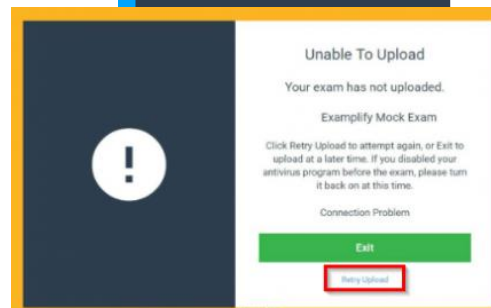 Unable To Upload
Your exam has not uploaded.
Examplify Mock Exam
Click Retry Upload to attempt again, or Exit to
upload at a later time. If you disabled your
antivirus program before the exam, please turn
it back on at this time.
Connection Problem
Exit
Retry Upload